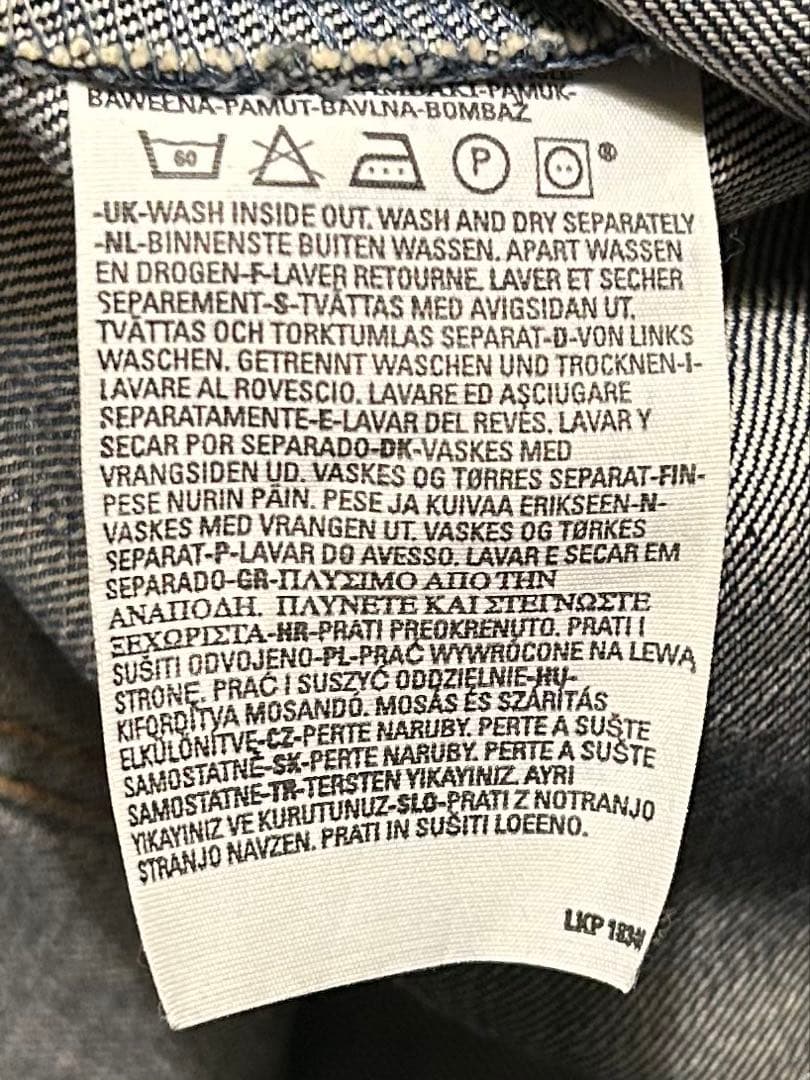 BAWEŁNA-PAMUT-BAVLNA-BOMBAŽ
60 P ®
-UK-WASH INSIDE OUT. WASH AND DRY SEPARATELY
-NL-BINNENSTE BUITEN WASSEN. APART WASSEN
EN DROGEN-F-LAVER RETOURNE. LAVER ET SECHER
SEPAREMENT-S-TVÄTTAS MED AVIGSIDAN UT.
TVÄTTAS OCH TORKTUMLAS SEPARAT-D-VON LINKS
WASCHEN. GETRENNT WASCHEN UND TROCKNEN-I-
LAVARE AL ROVESCIO. LAVARE ED ASCIUGARE
SEPARATAMENTE-E-LAVAR DEL REVÉS. LAVAR Y
SECAR POR SEPARADO-DK-VASKES MED
VRANGSIDEN UD. VASKES OG TØRRES SEPARAT-FIN-
PESE NURIN PÄIN. PESE JA KUIVAA ERIKSEEN-N-
VASKES MED VRANGEN UT. VASKES OG TØRKES
SEPARAT-P-LAVAR DO AVESSO. LAVAR E SECAR EM
SEPARADO-GR-ΠΛΥΣΙΜΟ ΑΠΟ ΤΗΝ
ΑΝΑΠΟΔΗ. ΠΛΥΝΕΤΕ ΚΑΙ ΣΤΕΓΝΩΣΤΕ
ΞΕΧΩΡΙΣΤΑ-HR-PRATI PREOKRENUTO. PRATI I
SUŠITI ODVOJENO-PL-PRAĆ WYWRÓCONE NA LEWĄ
STRONĘ. PRAĆ I SUSZYĆ ODDZIELNIE-HU-
KIFORDÍTVA MOSANDÓ. MOSÁS ÉS SZÁRÍTÁS
ELKÜLÖNÍTVE-CZ-PERTE NARUBY. PERTE A SUŠTE
SAMOSTATNĚ-SK-PERTE NARUBY. PERTE A SUŠTE
SAMOSTATNE-TR-TERSTEN YIKAYINIZ. AYRI
YIKAYINIZ VE KURUTUNUZ-SLO-PRATI Z NOTRANJO
STRANJO NAVZEN. PRATI IN SUŠITI LOEENO.
LKP